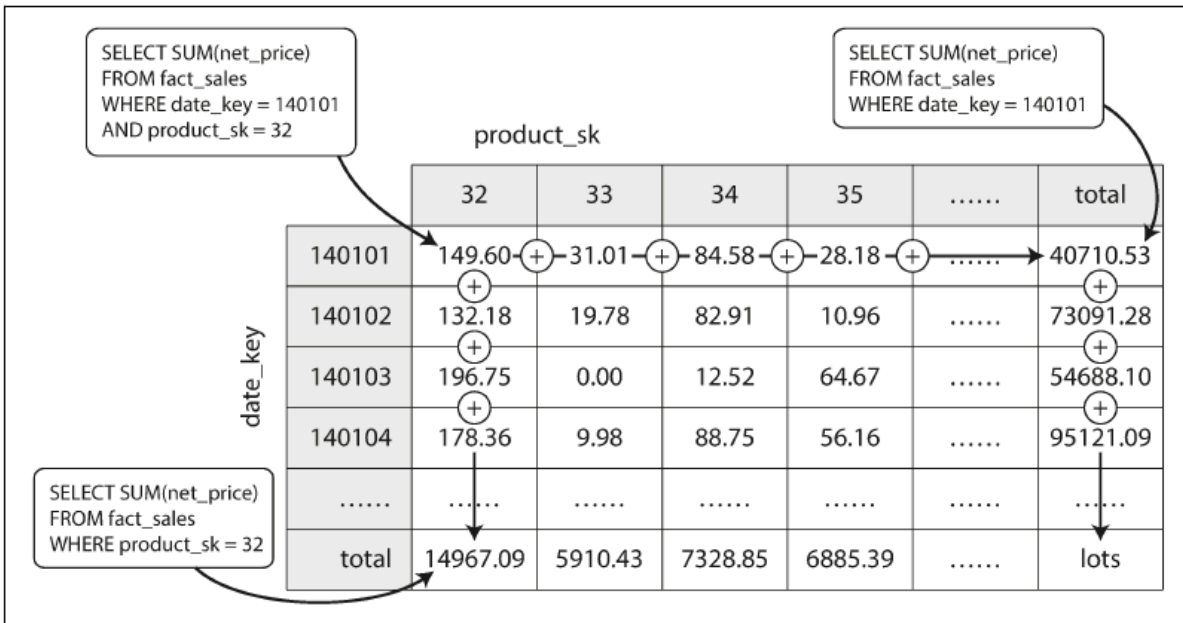 SELECT SUM(net_price)
FROM fact_sales
WHERE date_key = 140101
AND product_sk = 32
SELECT SUM(net_price)
FROM fact_sales
WHERE date_key = 140101
product_sk
32 33 34 35 ...... total
date_key
140101 149.60 + 31.01 + 84.58 + 28.18 + ...... 40710.53
+ +
140102 132.18 19.78 82.91 10.96 ...... 73091.28
+ +
140103 196.75 0.00 12.52 64.67 ...... 54688.10
+ +
140104 178.36 9.98 88.75 56.16 ...... 95121.09
...... ...... ...... ...... ...... ...... ......
total 14967.09 5910.43 7328.85 6885.39 ...... lots
SELECT SUM(net_price)
FROM fact_sales
WHERE product_sk = 32